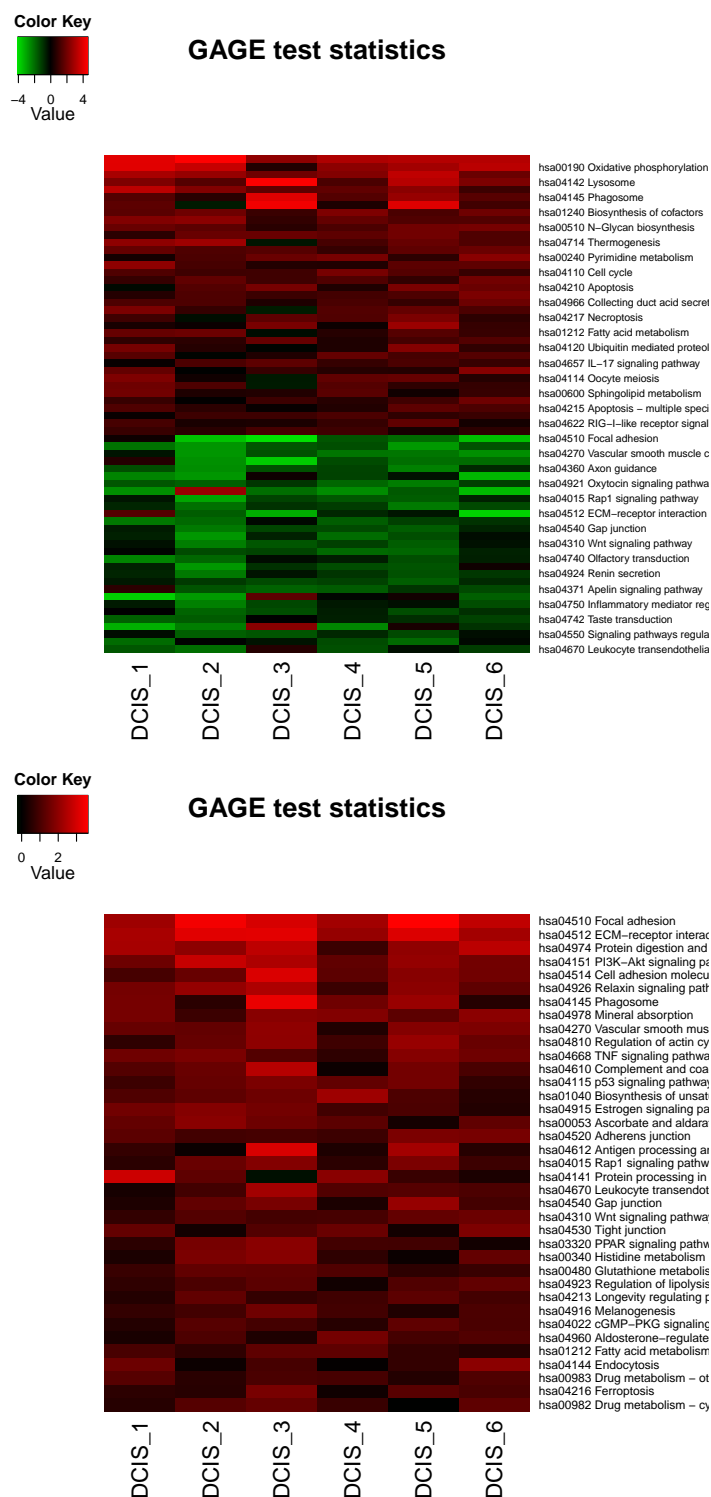 Color Key
GAGE test statistics
−4 0 4
Value
hsa00190 Oxidative phosphorylation
hsa04142 Lysosome
hsa04145 Phagosome
hsa01240 Biosynthesis of cofactors
hsa00510 N−Glycan biosynthesis
hsa04714 Thermogenesis
hsa00240 Pyrimidine metabolism
hsa04110 Cell cycle
hsa04210 Apoptosis
hsa04966 Collecting duct acid secret
hsa04217 Necroptosis
hsa01212 Fatty acid metabolism
hsa04120 Ubiquitin mediated proteol
hsa04657 IL−17 signaling pathway
hsa04114 Oocyte meiosis
hsa00600 Sphingolipid metabolism
hsa04215 Apoptosis − multiple speci
hsa04622 RIG−I−like receptor signal
hsa04510 Focal adhesion
hsa04270 Vascular smooth muscle c
hsa04360 Axon guidance
hsa04921 Oxytocin signaling pathwa
hsa04015 Rap1 signaling pathway
hsa04512 ECM−receptor interaction
hsa04540 Gap junction
hsa04310 Wnt signaling pathway
hsa04740 Olfactory transduction
hsa04924 Renin secretion
hsa04371 Apelin signaling pathway
hsa04750 Inflammatory mediator reg
hsa04742 Taste transduction
hsa04550 Signaling pathways regula
hsa04670 Leukocyte transendothelia
DCIS_1
DCIS_2
DCIS_3
DCIS_4
DCIS_5
DCIS_6
Color Key
GAGE test statistics
0 2
Value
hsa04510 Focal adhesion
hsa04512 ECM−receptor interac
hsa04974 Protein digestion and
hsa04151 PI3K−Akt signaling pa
hsa04514 Cell adhesion molecu
hsa04926 Relaxin signaling path
hsa04145 Phagosome
hsa04978 Mineral absorption
hsa04270 Vascular smooth mus
hsa04810 Regulation of actin cy
hsa04668 TNF signaling pathwa
hsa04610 Complement and coa
hsa04115 p53 signaling pathway
hsa01040 Biosynthesis of unsat
hsa04915 Estrogen signaling pa
hsa00053 Ascorbate and aldara
hsa04520 Adherens junction
hsa04612 Antigen processing an
hsa04015 Rap1 signaling pathw
hsa04141 Protein processing in
hsa04670 Leukocyte transendot
hsa04540 Gap junction
hsa04310 Wnt signaling pathway
hsa04530 Tight junction
hsa03320 PPAR signaling pathw
hsa00340 Histidine metabolism
hsa00480 Glutathione metabolis
hsa04923 Regulation of lipolysis
hsa04213 Longevity regulating p
hsa04916 Melanogenesis
hsa04022 cGMP−PKG signaling
hsa04960 Aldosterone−regulate
hsa01212 Fatty acid metabolism
hsa04144 Endocytosis
hsa00983 Drug metabolism − ot
hsa04216 Ferroptosis
hsa00982 Drug metabolism − cy
DCIS_1
DCIS_2
DCIS_3
DCIS_4
DCIS_5
DCIS_6